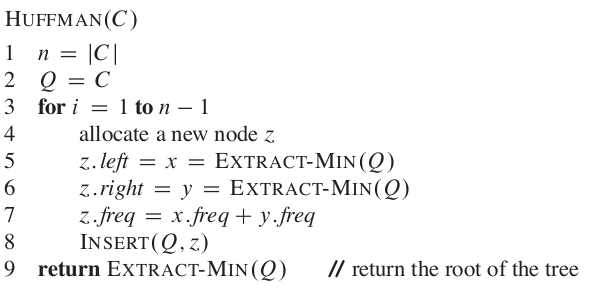 HUFFMAN(C)
1 n = |C|
2 Q = C
3 for i = 1 to n − 1
4 allocate a new node z
5 z.left = x = EXTRACT-MIN(Q)
6 z.right = y = EXTRACT-MIN(Q)
7 z.freq = x.freq + y.freq
8 INSERT(Q, z)
9 return EXTRACT-MIN(Q) // return the root of the tree